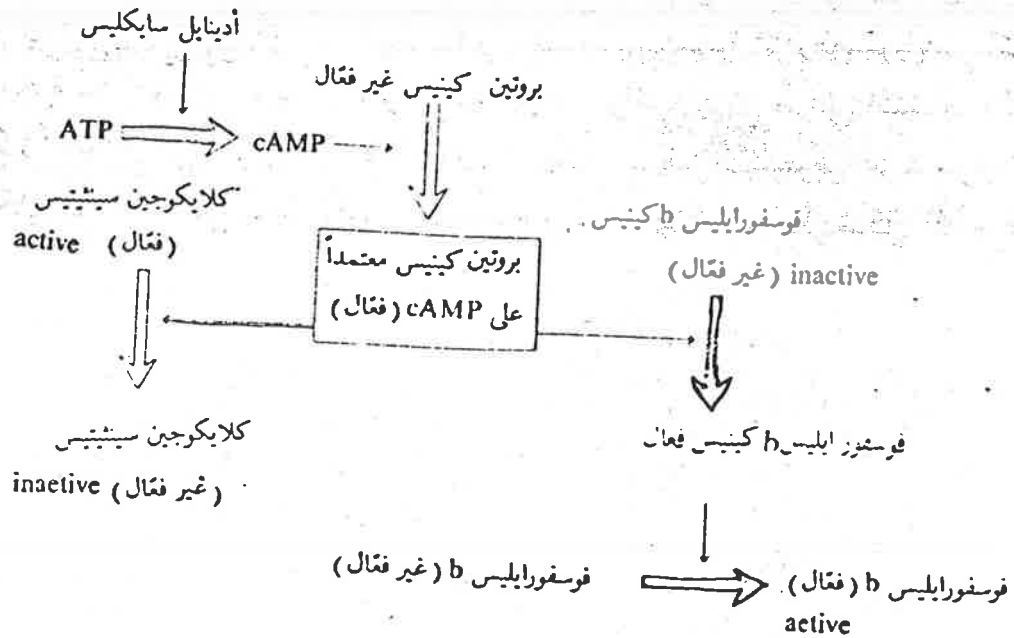 أدينايل سايكليس
بروتين كينيس غير فعّال
ATP
cAMP
كلايكوجين سينثيتيس
active (فعّال)
فوسفورايليس b كينيس
inactive (غير فعّال)
بروتين كينيس معتمداً
على cAMP (فعّال)
كلايكوجين سينثيتيس
inaetive (غير فعّال)
فوسفورايليس b كينيس فعال
فوسفورايليس b (غير فعّال)
فوسفورايليس b (فعّال)
aetive